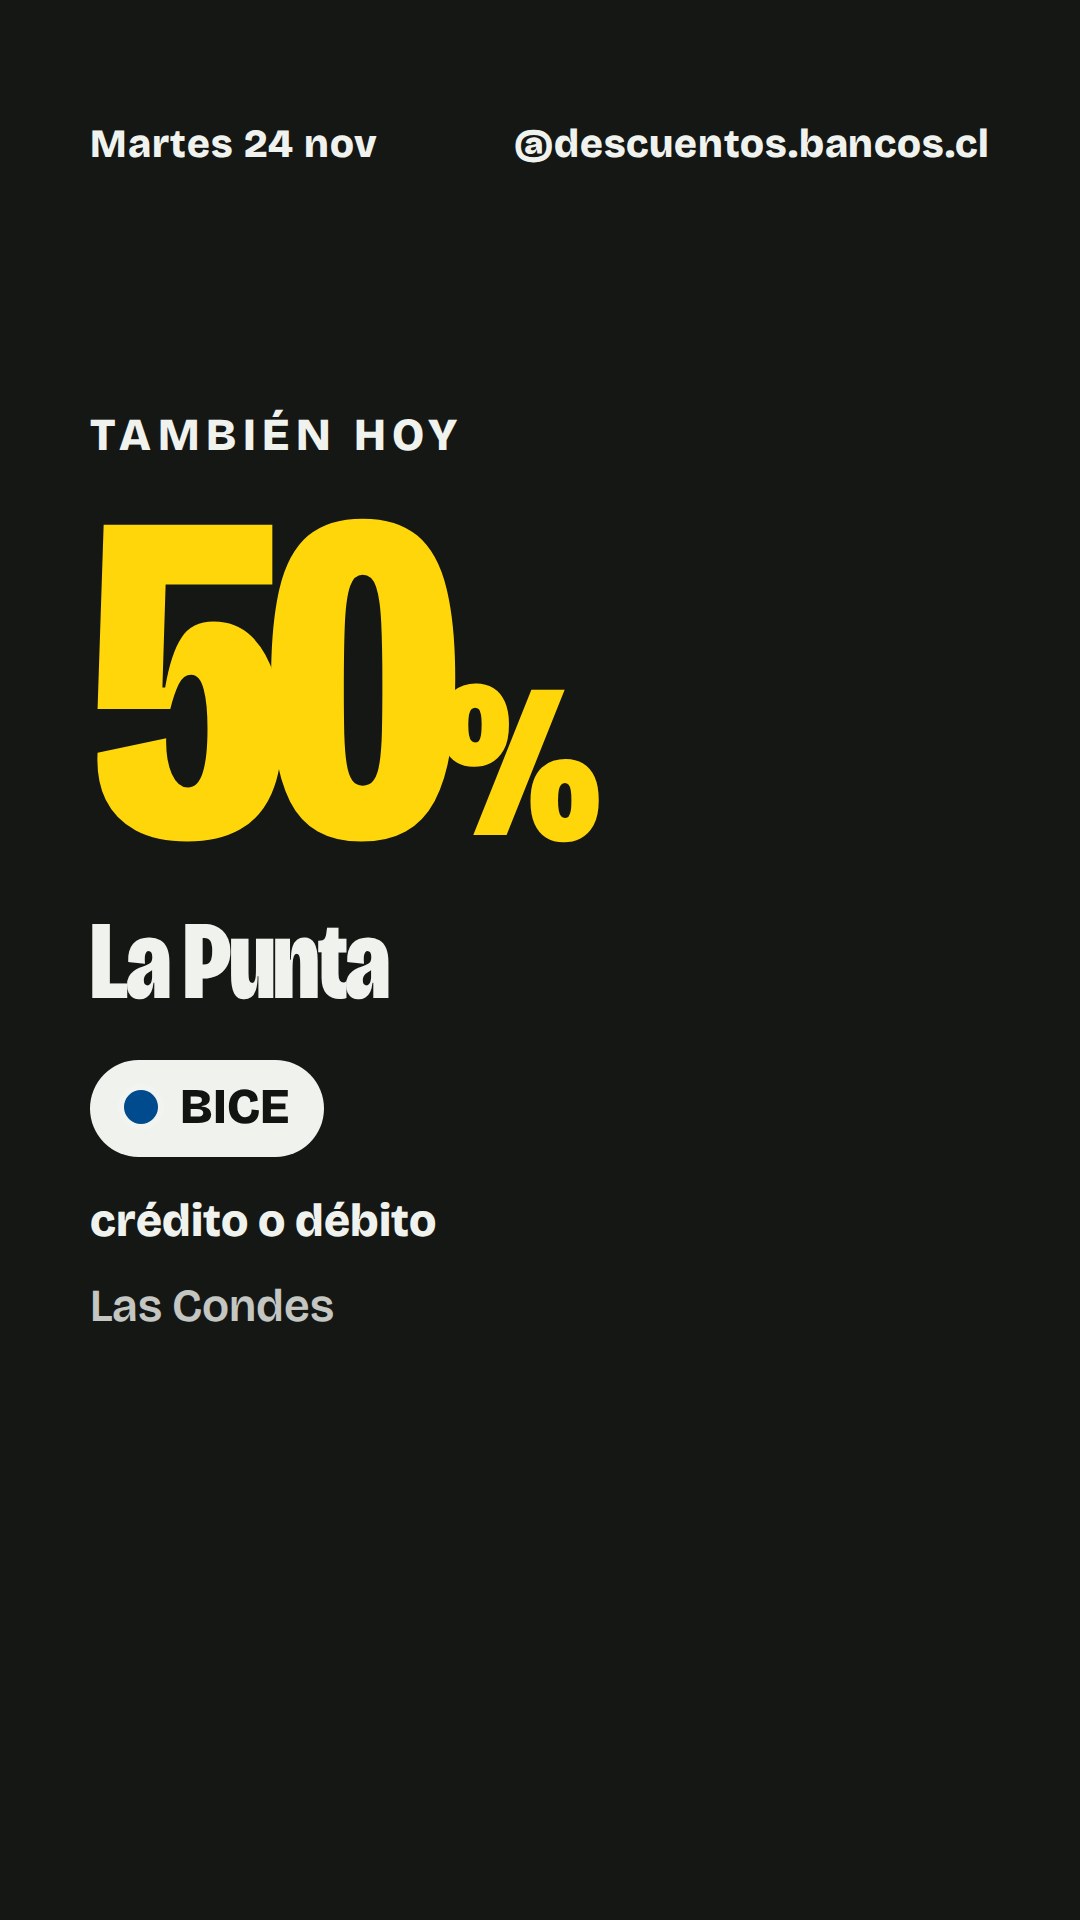 Martes 24 nov @descuentos.bancos.cl
TAMBIÉN HOY
50%
La Punta
BICE
crédito o débito
Las Condes